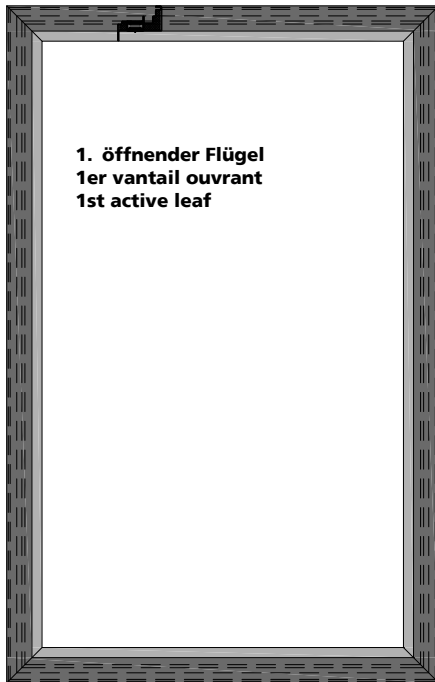 1. öffnender Flügel
1er vantail ouvrant
1st active leaf